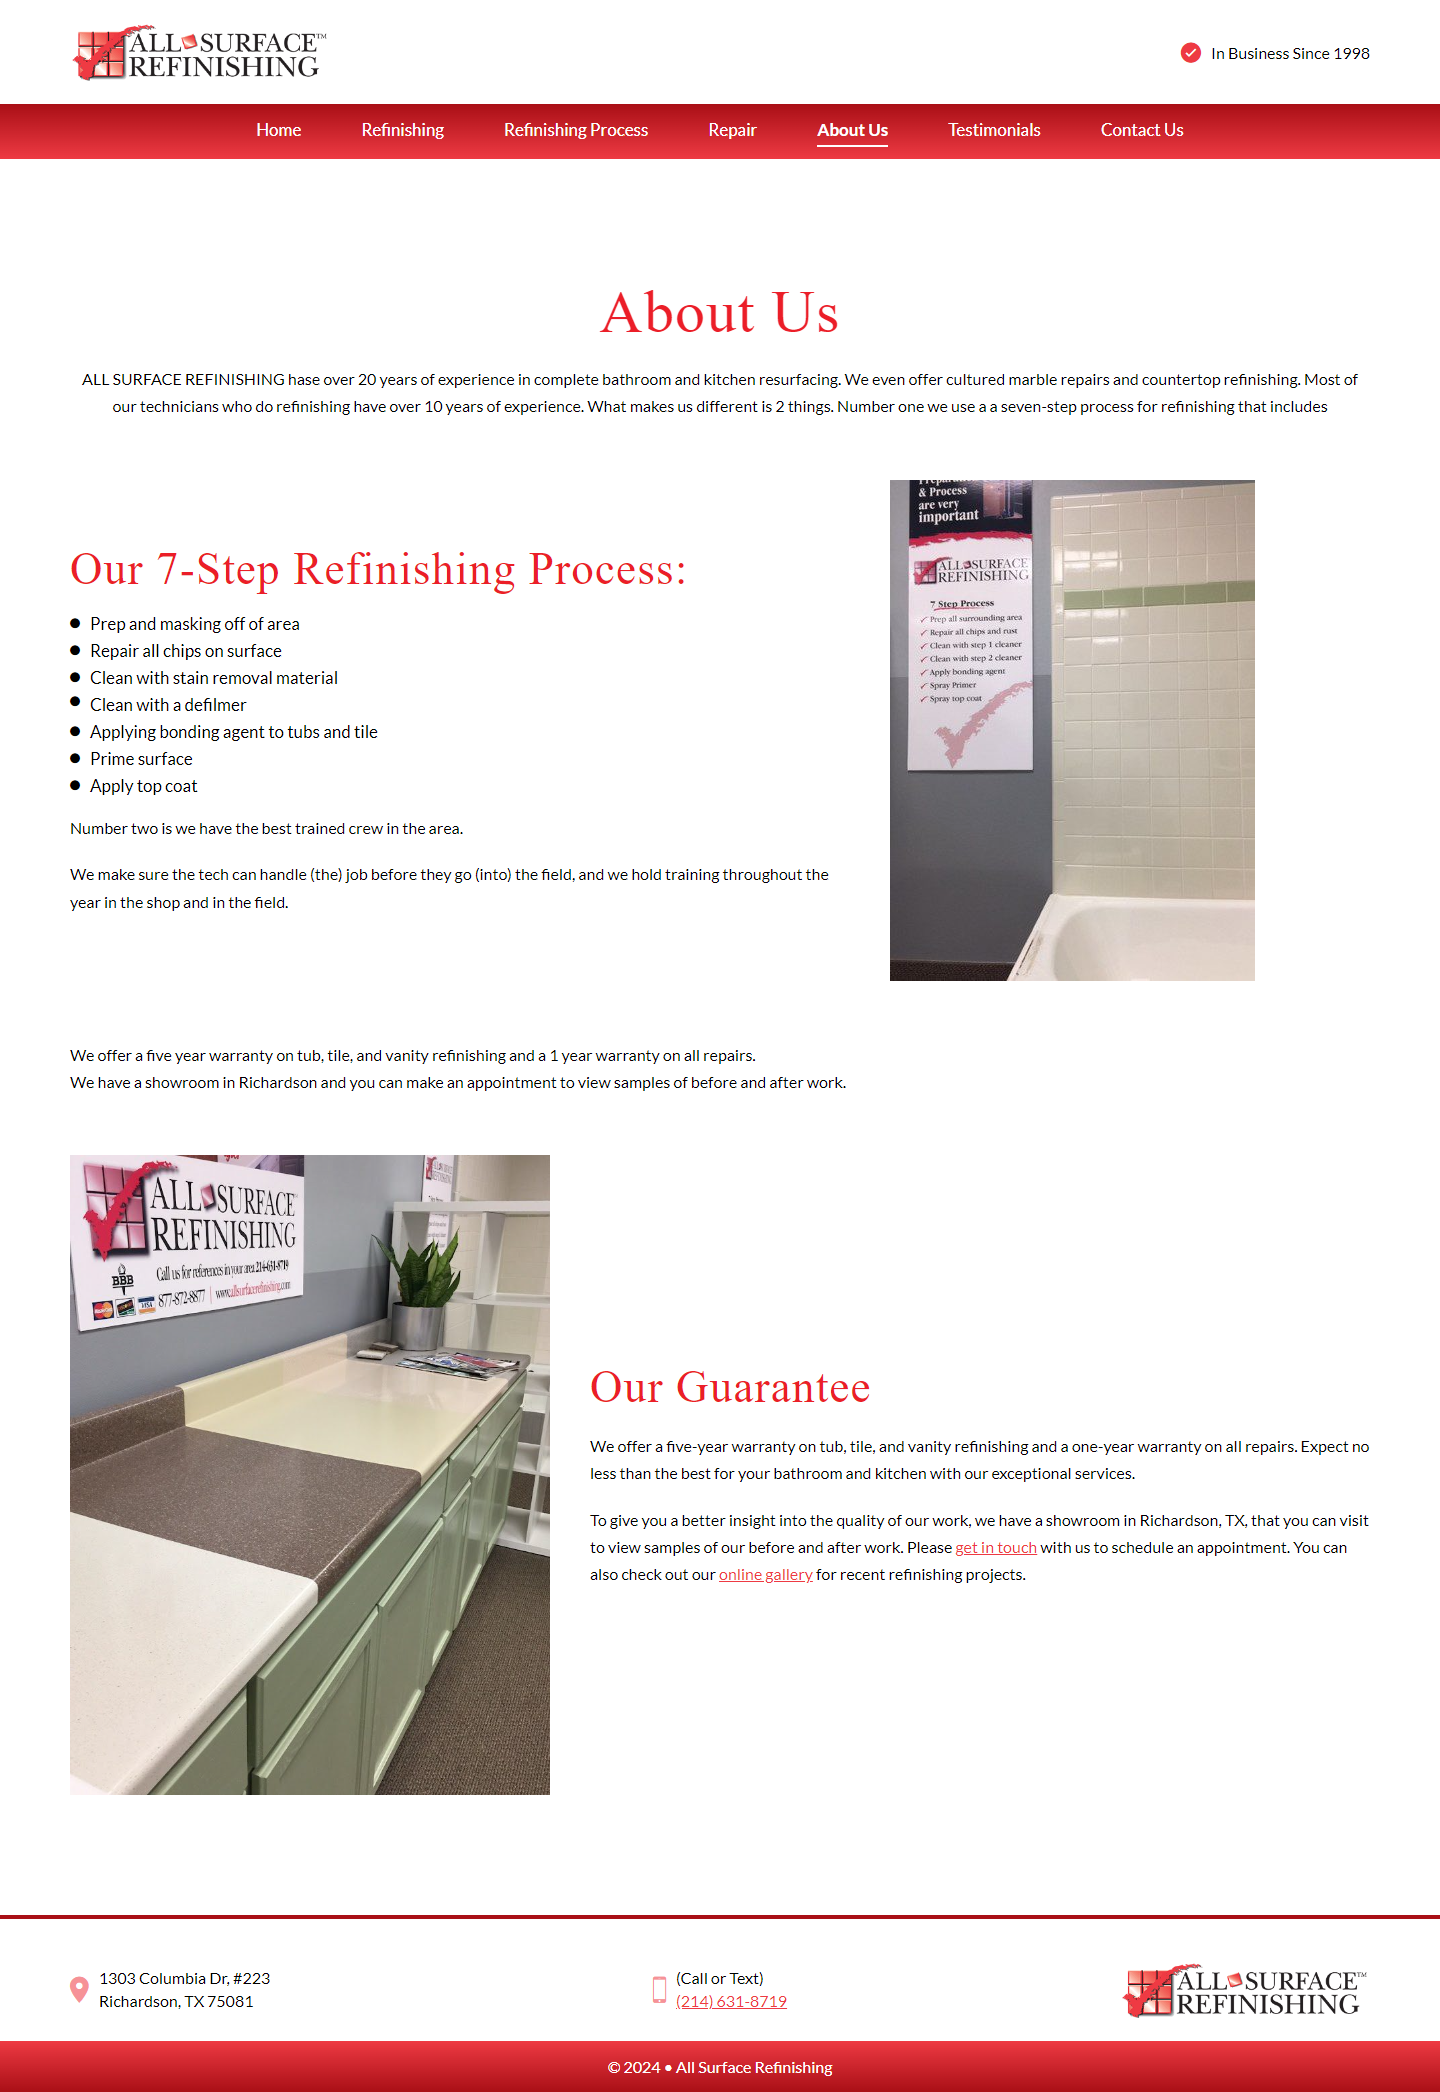 ALL SURFACE™
REFINISHING
In Business Since 1998
Home Refinishing Refinishing Process Repair About Us Testimonials Contact Us
About Us
ALL SURFACE REFINISHING hase over 20 years of experience in complete bathroom and kitchen resurfacing. We even offer cultured marble repairs and countertop refinishing. Most of
our technicians who do refinishing have over 10 years of experience. What makes us different is 2 things. Number one we use a a seven-step process for refinishing that includes
Our 7-Step Refinishing Process:
Prep and masking off of area
Repair all chips on surface
Clean with stain removal material
Clean with a defilmer
Applying bonding agent to tubs and tile
Prime surface
Apply top coat
Number two is we have the best trained crew in the area.
We make sure the tech can handle (the) job before they go (into) the field, and we hold training throughout the
year in the shop and in the field.
& Process
are very
important
ALL SURFACE
REFINISHING
7 Step Process
Prep all surrounding area
Repair all chips and rust
Clean with step 1 cleaner
Clean with step 2 cleaner
Apply bonding agent
Spray Primer
Spray top coat
We offer a five year warranty on tub, tile, and vanity refinishing and a 1 year warranty on all repairs.
We have a showroom in Richardson and you can make an appointment to view samples of before and after work.
ALL SURFACE
REFINISHING
Call us for references in your area 214-631-8719
BBB
MasterCard VISA 877-872-8877 | www.allsurfacerefinishing.com
Our Guarantee
We offer a five-year warranty on tub, tile, and vanity refinishing and a one-year warranty on all repairs. Expect no
less than the best for your bathroom and kitchen with our exceptional services.
To give you a better insight into the quality of our work, we have a showroom in Richardson, TX, that you can visit
to view samples of our before and after work. Please get in touch with us to schedule an appointment. You can
also check out our online gallery for recent refinishing projects.
1303 Columbia Dr, #223
Richardson, TX 75081
(Call or Text)
(214) 631-8719
ALL SURFACE™
REFINISHING
© 2024 • All Surface Refinishing